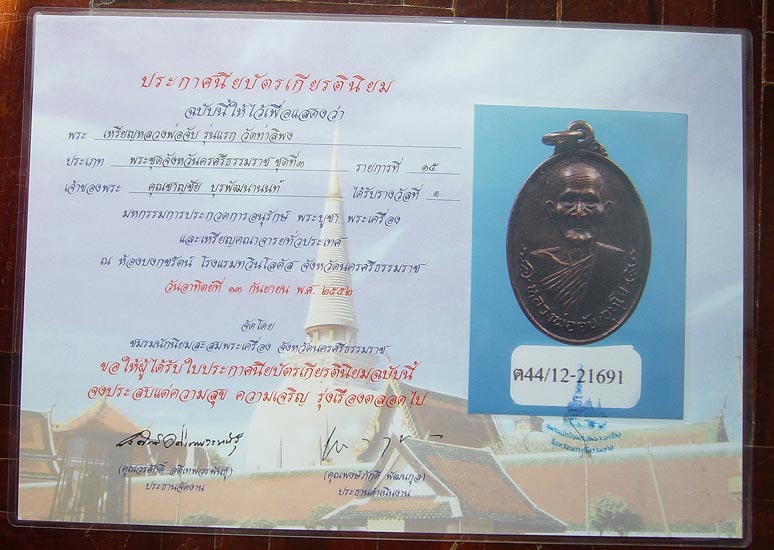 ประกาศนียบัตรเกียรตินิยม
ฉบับนี้ให้ไว้เพื่อแสดงว่า
พระ เหรียญหลวงพ่อจับ รุ่นแรก วัดท่าลิพง
ประเภท พระชุดจังหวันครศรีธรรมราช ชุดที่๓ รายการที่ ๑๕
เจ้าของพระ คุณชาญชัย บุรพัฒนานนท์ ได้รับรางวัลที่ ๓
มหกรรมการประกวดการอนุรักษ์ พระบูชา พระเครื่อง
และเหรียญคณาจารย์ทั่วประเทศ
ณ ห้องบงกชรัตน์ โรงแรมทวินโลตัส จังหวัดนครศรีธรรมราช
วันอาทิตย์ที่ ๑๓ กันยายน พ.ศ. ๒๕๕๒
จัดโดย
ชมรมนักนิยมสะสมพระเครื่อง จังหวัดนครศรีธรรมราช
ขอให้ผู้ได้รับใบประกาศนียบัตรเกียรตินิยมฉบับนี้
จงประสบแต่ความสุข ความเจริญ รุ่งเรืองตลอดไป
ประธานจัดงาน
(คุณพงษ์ภักดี พัฒนกุล)
ประธานดำเนินงาน
หลวงพ่อจับ
ศ44/12-21691